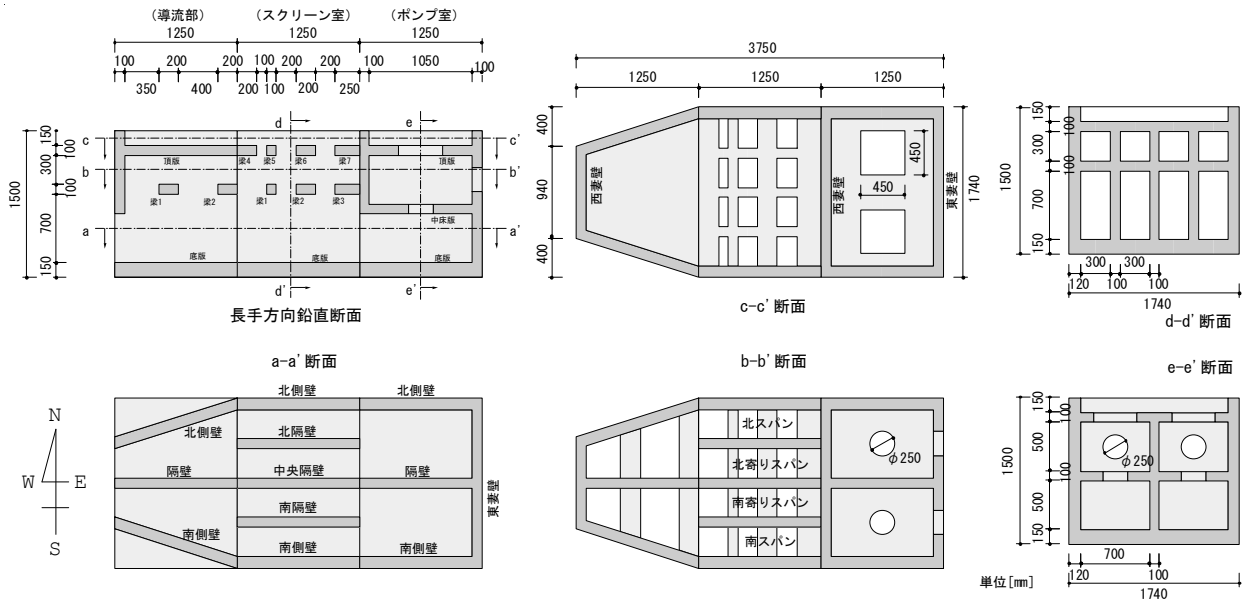 (導流部) (スクリーン室) (ポンプ室)
1250 1250 1250
100 200 200 100 200 200 100 1050 100
350 400 200 100 200 250
1500
150 100 300 100 700 150
c c'
b b'
a a'
d e
d' e'
頂版 梁4 梁5 梁6 梁7 頂版
梁1 梁2 梁1 梁2 梁3 中床版
底版 底版 底版
長手方向鉛直断面
3750
1250 1250 1250
400 940 400
西妻壁 西妻壁 東妻壁
450
450
1740
c-c' 断面
1500
150 100 300 100 700 150
300 300
120 100 100
1740
d-d' 断面
a-a' 断面
北側壁 北側壁
北側壁 北隔壁
隔壁 中央隔壁 隔壁
南隔壁
南側壁 南側壁 南側壁
東妻壁
N
W E
S
b-b' 断面
北スパン
北寄りスパン
南寄りスパン
南スパン
φ250
e-e' 断面
1500
150 100 500 100 500 150
φ250
700
120 100
1740
単位[mm]